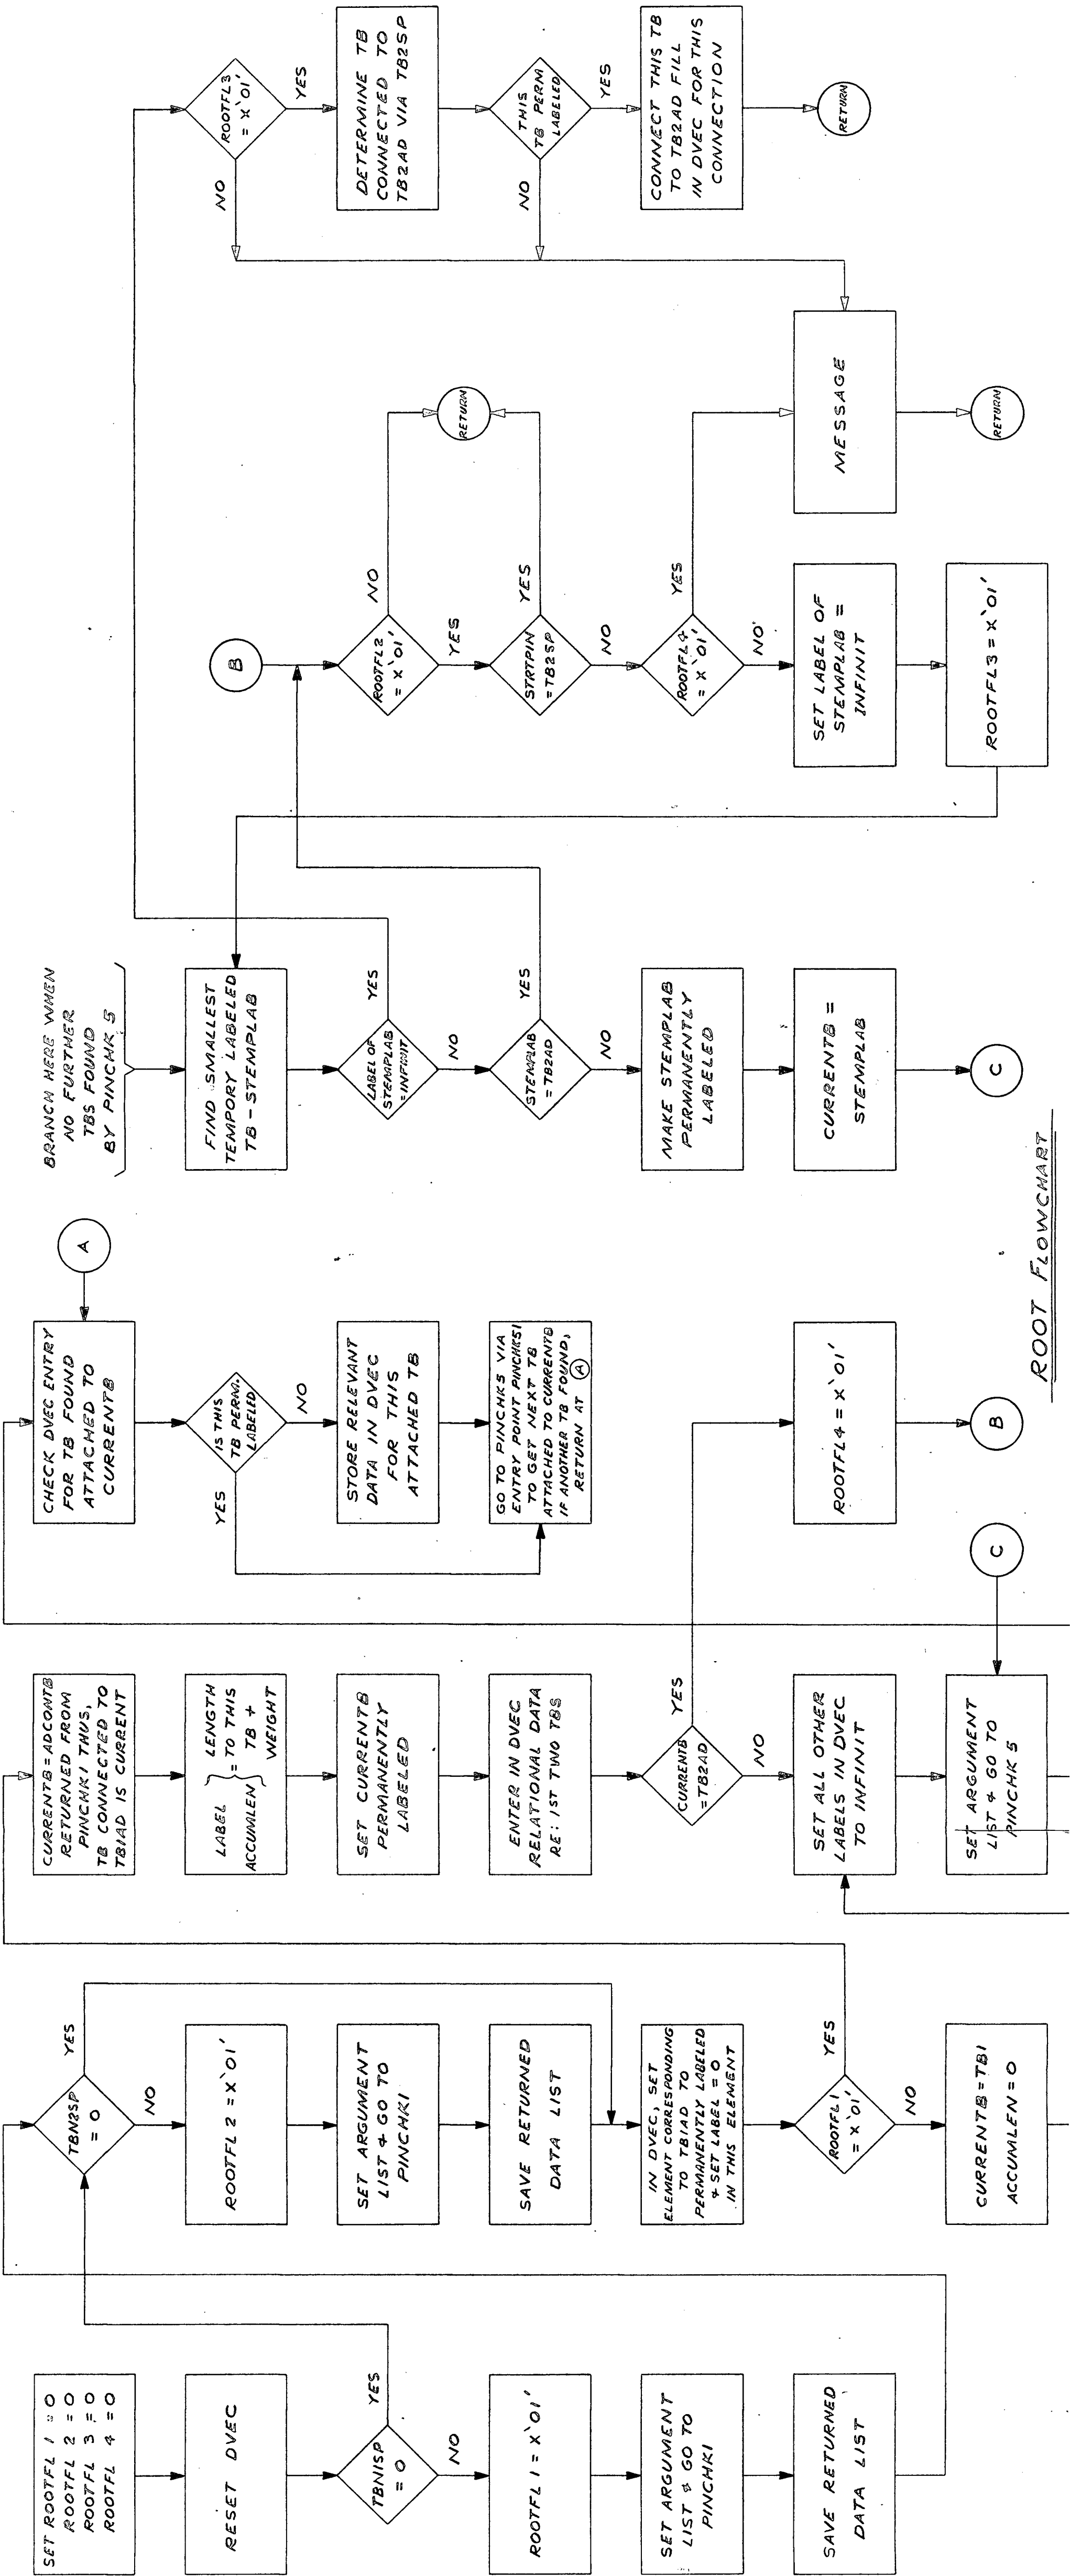 SET ROOTFL 1 = 0
ROOTFL 2 = 0
ROOTFL 3 = 0
ROOTFL 4 = 0
RESET DVEC
TBN1SP
= 0
YES
NO
ROOTFL 1 = X'01'
SET ARGUMENT
LIST & GO TO
PINCHK1
SAVE RETURNED
DATA LIST
TBN2SP
= 0
YES
NO
ROOTFL 2 = X'01'
SET ARGUMENT
LIST & GO TO
PINCHK1
SAVE RETURNED
DATA LIST
IN DVEC, SET
ELEMENT CORRESPONDING
TO TB1AD TO
PERMANENTLY LABELED
& SET LABEL = 0
IN THIS ELEMENT
ROOTFL1
= X'01'
YES
NO
CURRENTB = TB1
ACCUMLEN = 0
CURRENTB = ADCONTB
RETURNED FROM
PINCHK1 THUS,
TB CONNECTED TO
TB1AD IS CURRENT
LABEL
ACCUMLEN
LENGTH
= TO THIS
TB +
WEIGHT
SET CURRENTB
PERMANENTLY
LABELED
ENTER IN DVEC
RELATIONAL DATA
RE: 1ST TWO TBS
CURRENTB
= TB2AD
YES
NO
SET ALL OTHER
LABELS IN DVEC
TO INFINIT
SET ARGUMENT
LIST & GO TO
PINCHK 5
C
CHECK DVEC ENTRY
FOR TB FOUND
ATTACHED TO
CURRENTB
A
IS THIS
TB PERM.
LABELED
YES
NO
STORE RELEVANT
DATA IN DVEC
FOR THIS
ATTACHED TB
GO TO PINCHK5 VIA
ENTRY POINT PINCHK51
TO GET NEXT TB
ATTACHED TO CURRENTB
IF ANOTHER TB FOUND,
RETURN AT A
ROOTFL4 = X'01'
B
BRANCH HERE WHEN
NO FURTHER
TBS FOUND
BY PINCHK 5
FIND SMALLEST
TEMPORY LABELED
TB - STEMPLAB
LABEL OF
STEMPLAB
= INFINIT
YES
NO
STEMPLAB
= TB2AD
YES
NO
MAKE STEMPLAB
PERMANENTLY
LABELED
CURRENTB =
STEMPLAB
C
B
ROOTFL2
= X'01'
NO
YES
RETURN
STRTPIN
= TB2SP
YES
NO
ROOTFL4
= X'01'
YES
NO
SET LABEL OF
STEMPLAB =
INFINIT
ROOTFL3 = X'01'
MESSAGE
RETURN
ROOTFL3
= X'01'
NO
YES
DETERMINE TB
CONNECTED TO
TB2AD VIA TB2SP
THIS
TB PERM
LABELED
NO
YES
CONNECT THIS TB
TO TB2AD FILL
IN DVEC FOR THIS
CONNECTION
RETURN
ROOT FLOWCHART